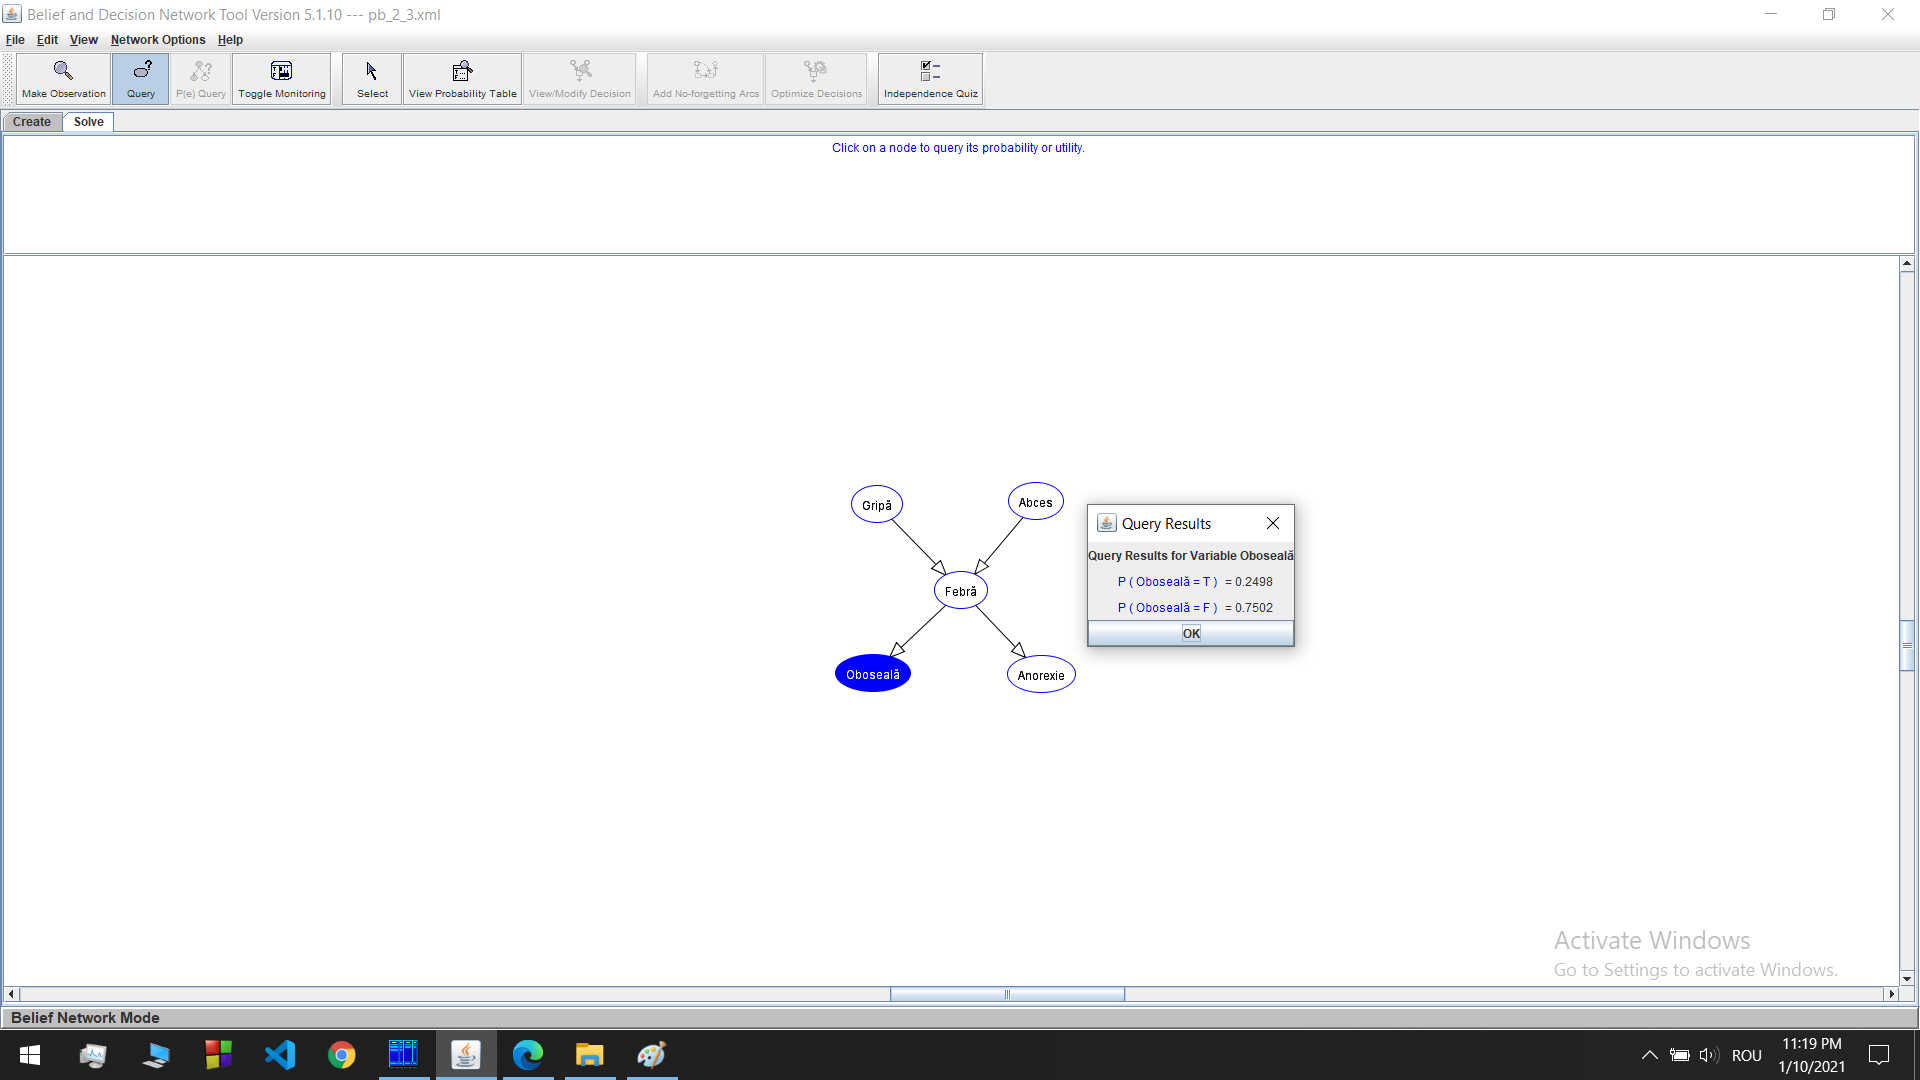 Belief and Decision Network Tool Version 5.1.10 --- pb_2_3.xml
File Edit View Network Options Help
Make Observation Query P(e) Query Toggle Monitoring Select View Probability Table View/Modify Decision Add No-forgetting Arcs Optimize Decisions Independence Quiz
Create Solve
Click on a node to query its probability or utility.
Gripă Abces
Febră
Oboseală Anorexie
Query Results
Query Results for Variable Oboseală
P ( Oboseală = T ) = 0.2498
P ( Oboseală = F ) = 0.7502
OK
Activate Windows
Go to Settings to activate Windows.
Belief Network Mode
ROU
11:19 PM
1/10/2021